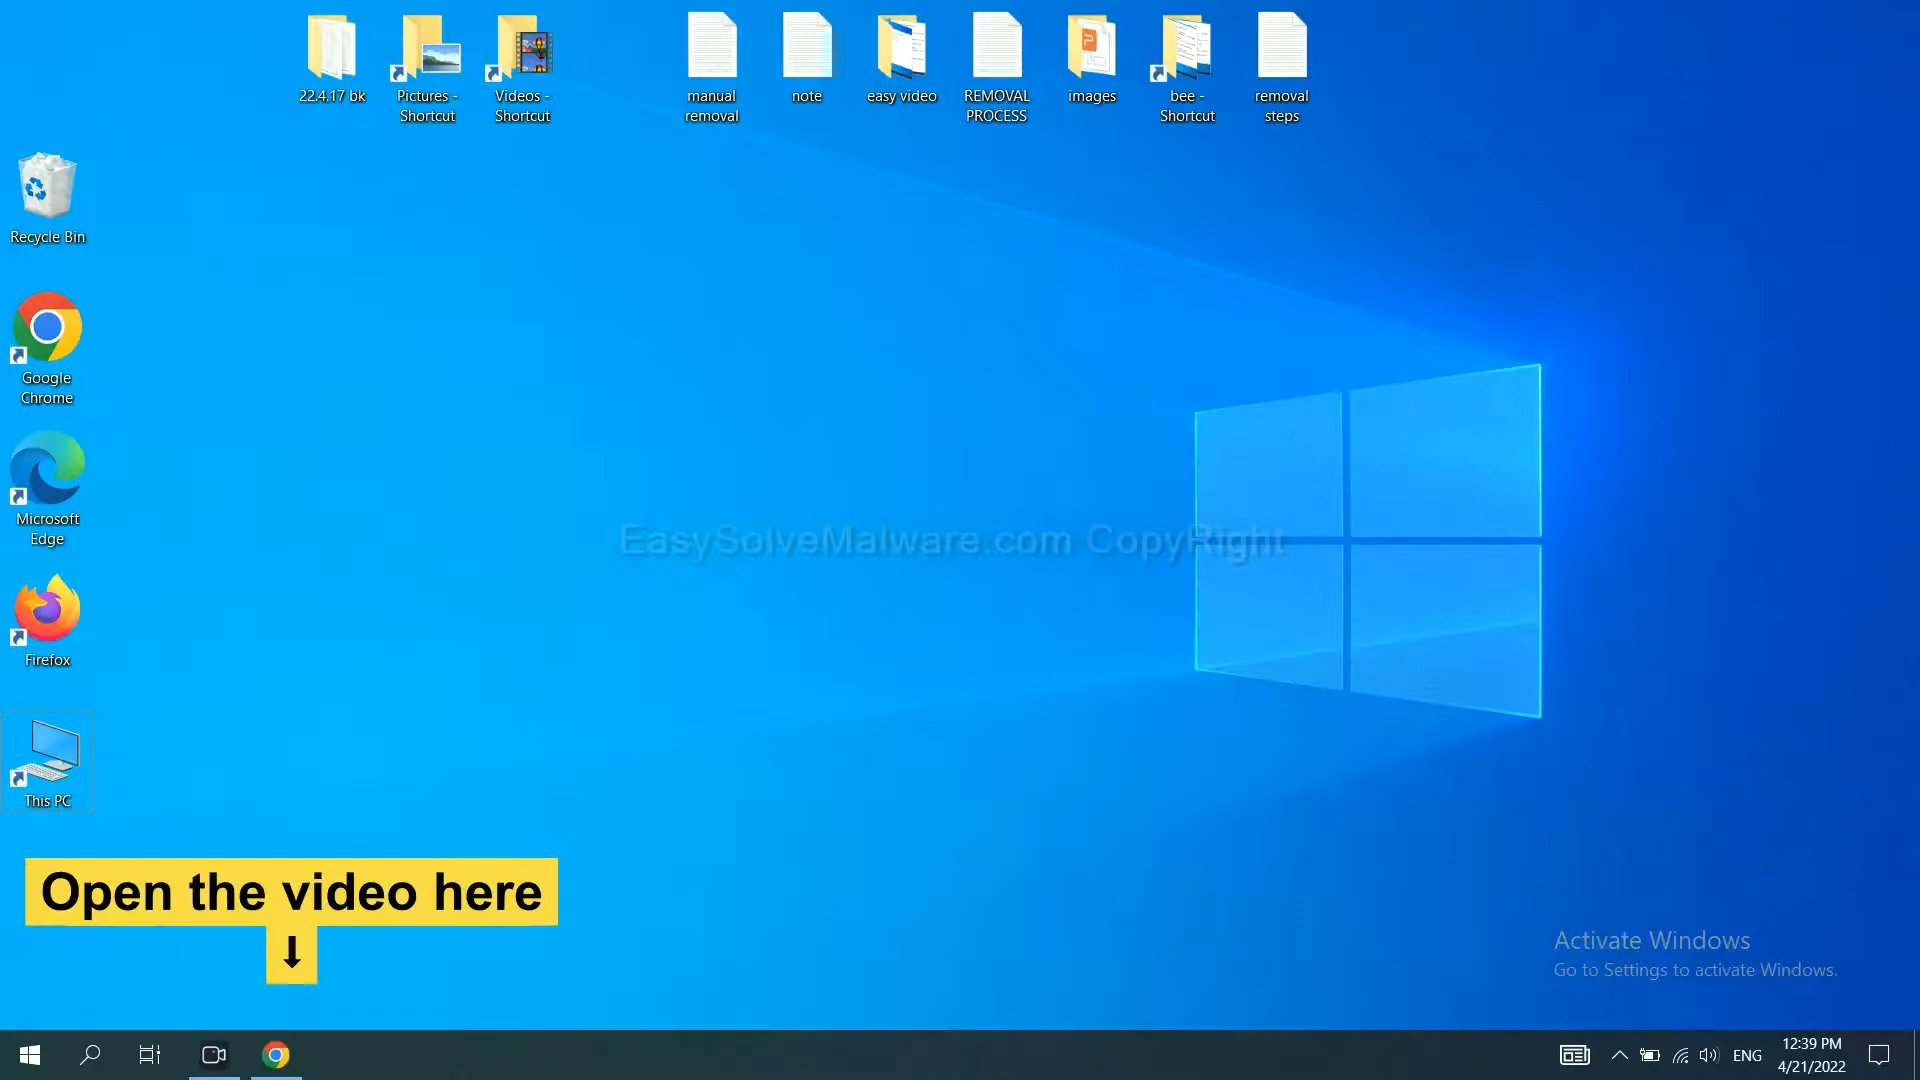 22.4.17 bk
Pictures -
Shortcut
Videos -
Shortcut
manual
removal
note
easy video
REMOVAL
PROCESS
images
bee -
Shortcut
removal
steps
Recycle Bin
Google
Chrome
Microsoft
Edge
EasySolveMalware.com CopyRight
Firefox
This PC
Open the video here
↓
Activate Windows
Go to Settings to activate Windows.
ENG
12:39 PM
4/21/2022